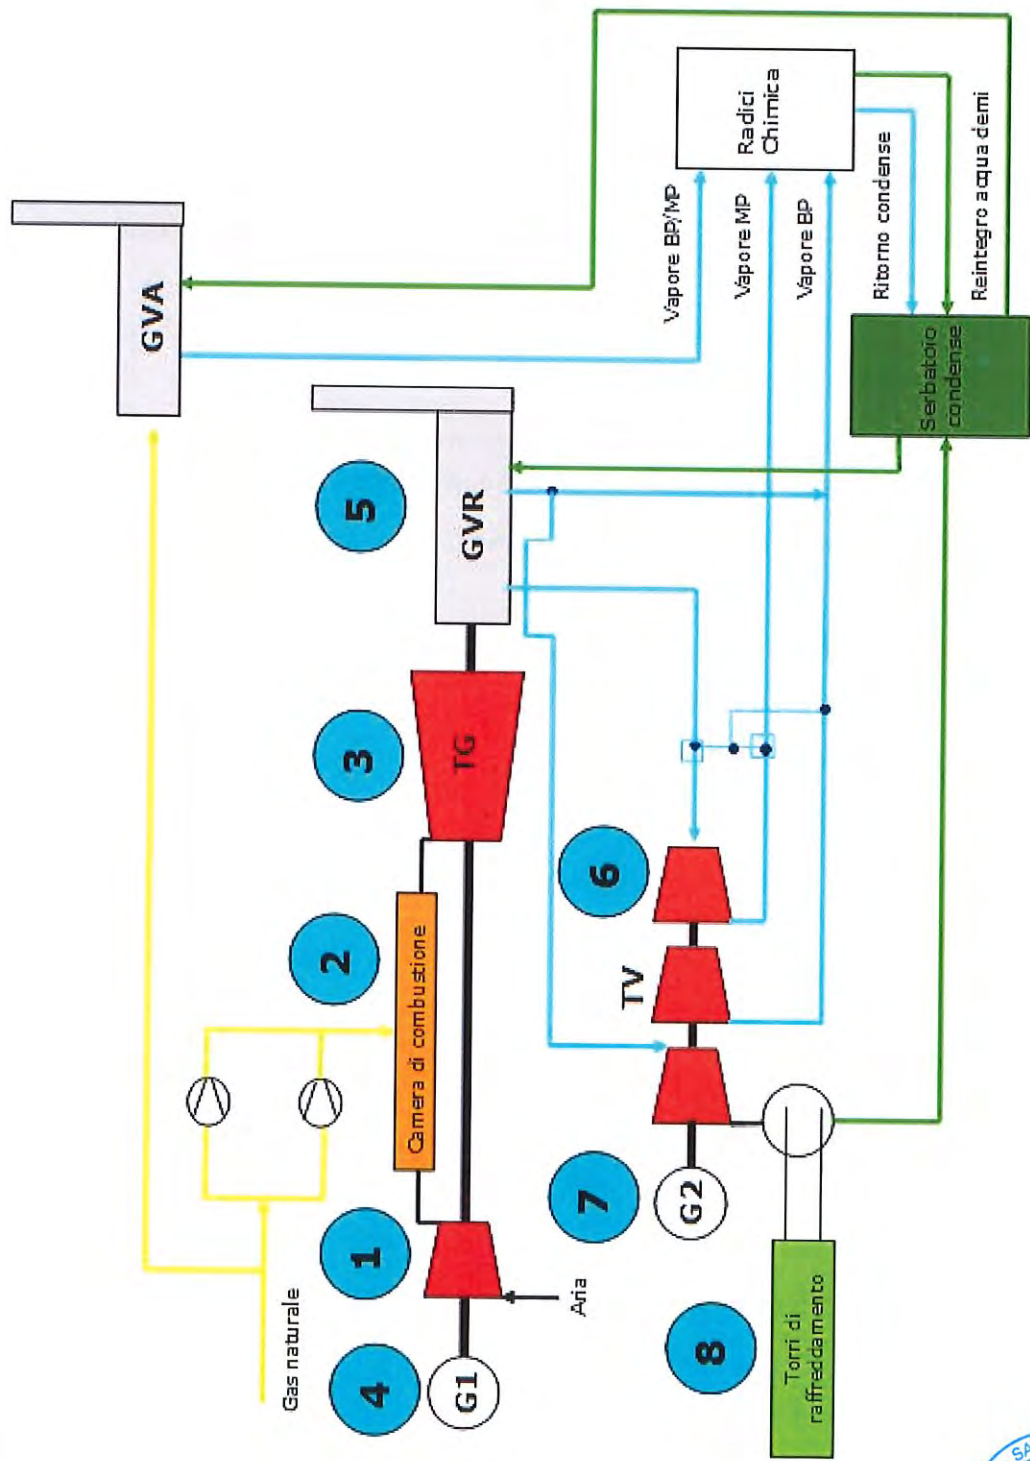 GVA
Radici
Chimica
Vapore BP/MP
Vapore MP
Vapore BP
Ritorno condense
Reintegro acqua demi
Serbatoio
condense
5
GVR
3
TG
2
Camera di combustione
1
4
G1
Gas naturale
Aria
6
TV
7
G2
8
Torri di
raffreddamento
SA